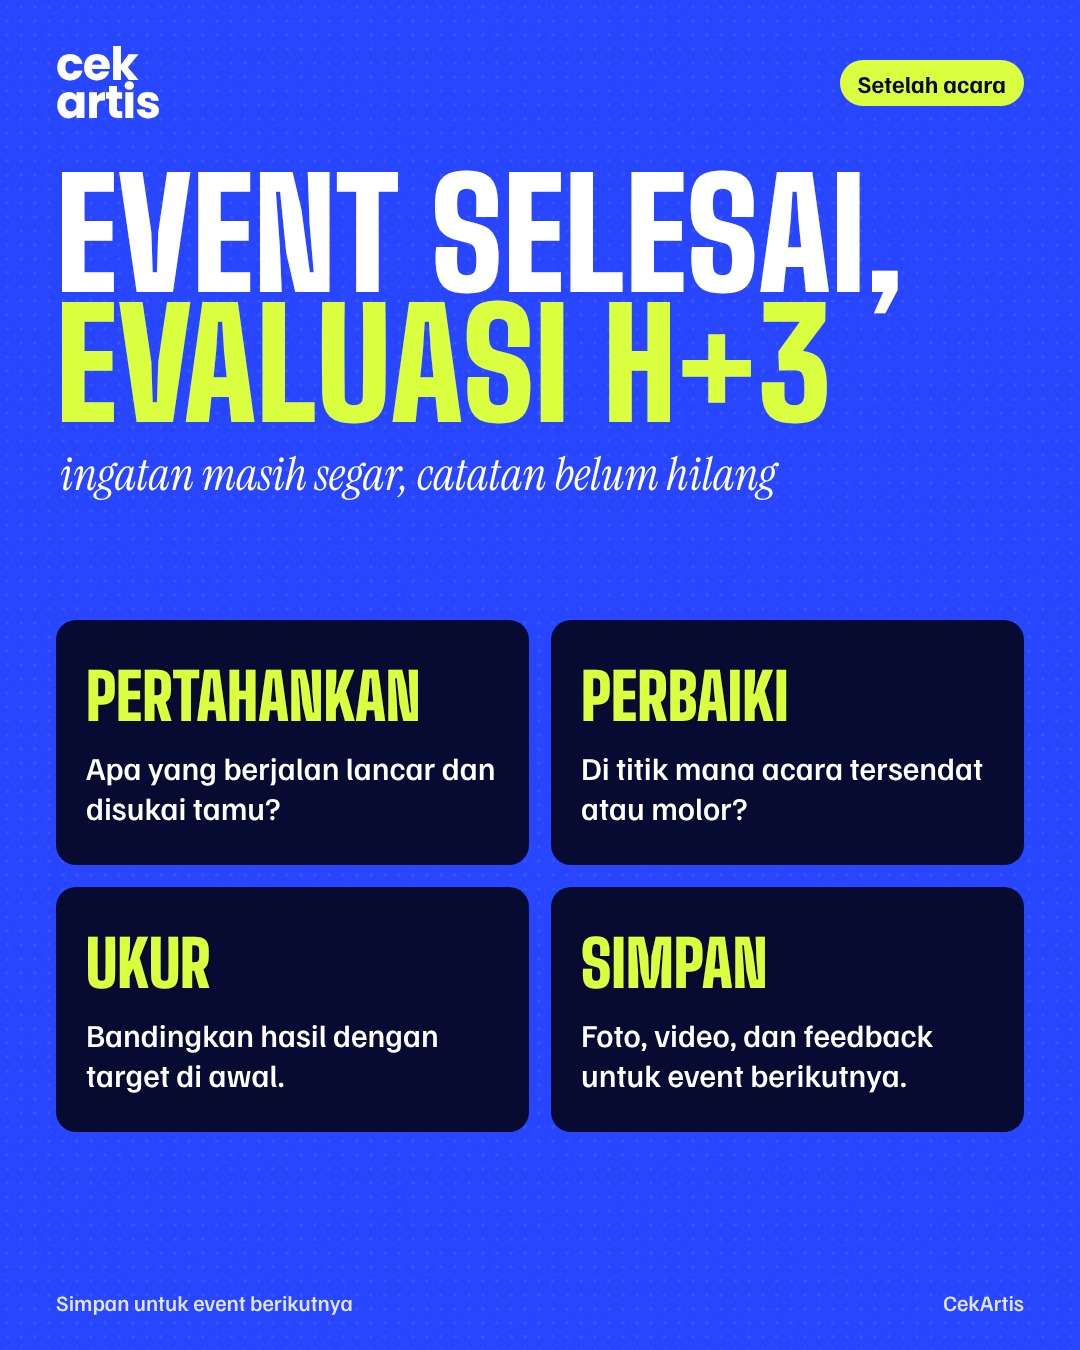 cek
artis
Setelah acara
EVENT SELESAI,
EVALUASI H+3
ingatan masih segar, catatan belum hilang
PERTAHANKAN
Apa yang berjalan lancar dan
disukai tamu?
PERBAIKI
Di titik mana acara tersendat
atau molor?
UKUR
Bandingkan hasil dengan
target di awal.
SIMPAN
Foto, video, dan feedback
untuk event berikutnya.
Simpan untuk event berikutnya
CekArtis